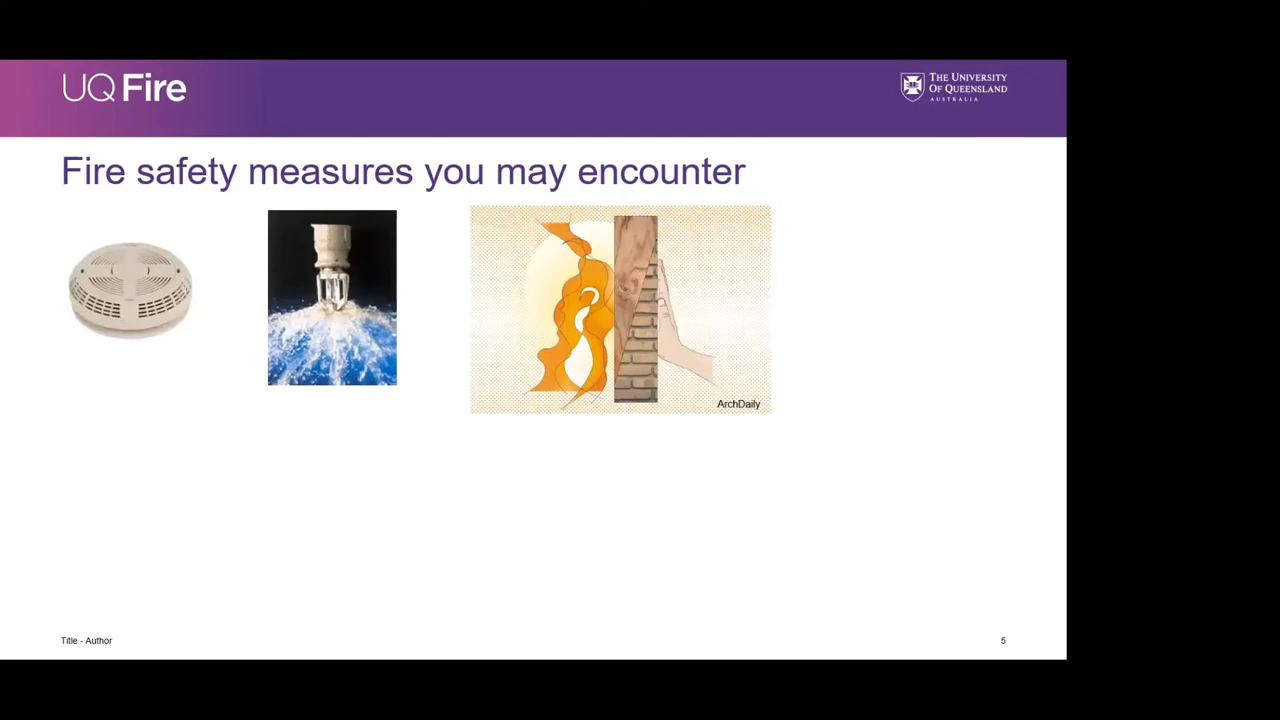 UQ Fire
THE UNIVERSITY
OF QUEENSLAND
AUSTRALIA
Fire safety measures you may encounter
ArchDaily
Title - Author
5